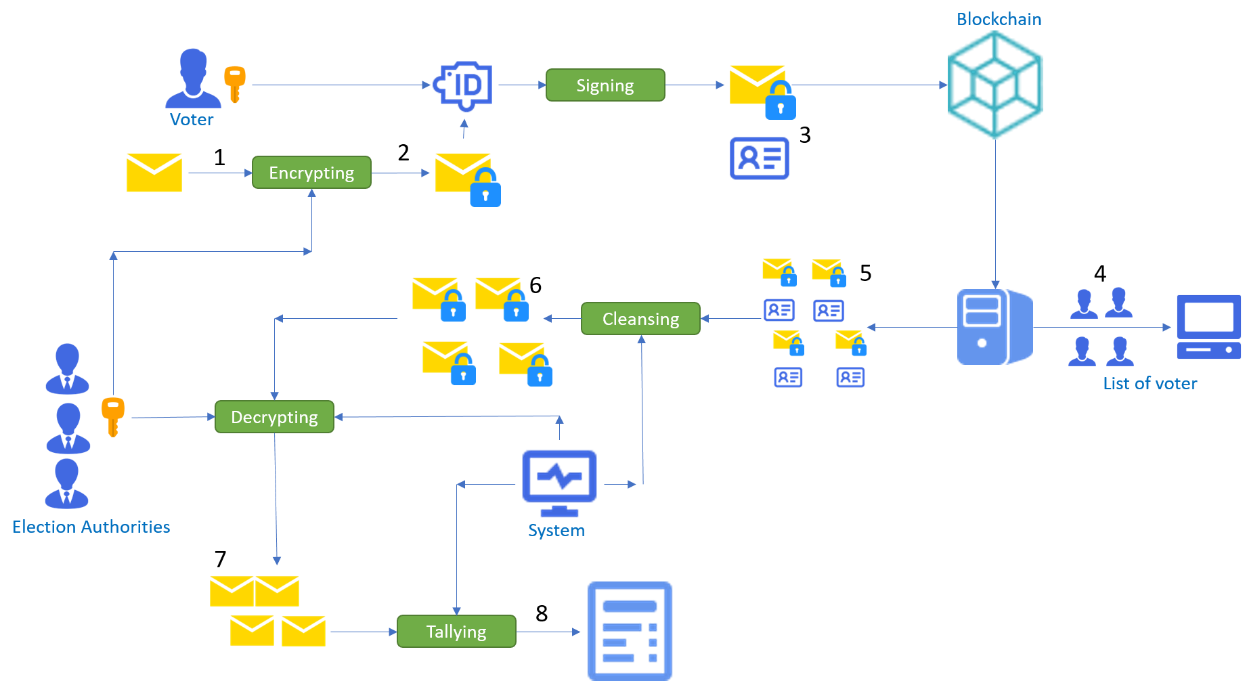 Blockchain
ID
Signing
Voter
3
1
2
Encrypting
4
5
6
Cleansing
List of voter
Decrypting
Election Authorities
System
7
8
Tallying